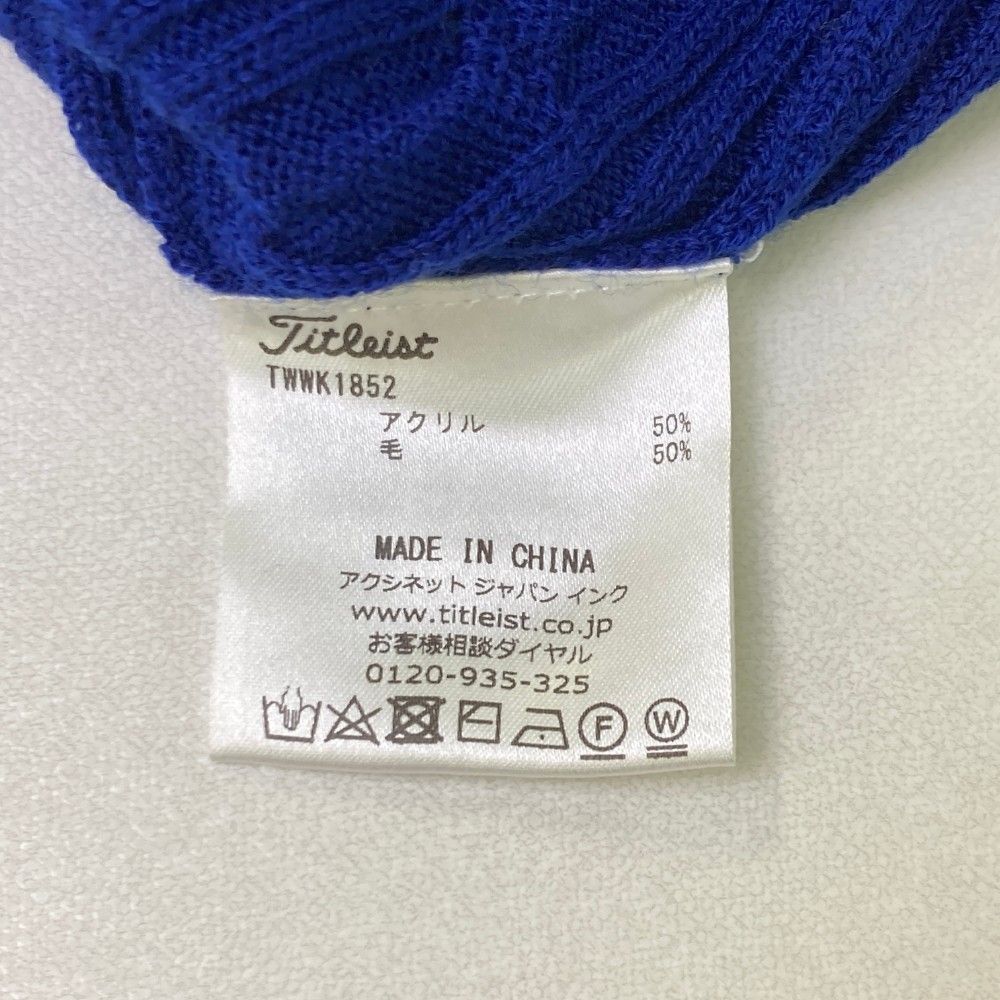 Titleist
TWWK1852
アクリル 50%
毛 50%
MADE IN CHINA
アクシネット ジャパン インク
www.titleist.co.jp
お客様相談ダイヤル
0120-935-325
F W